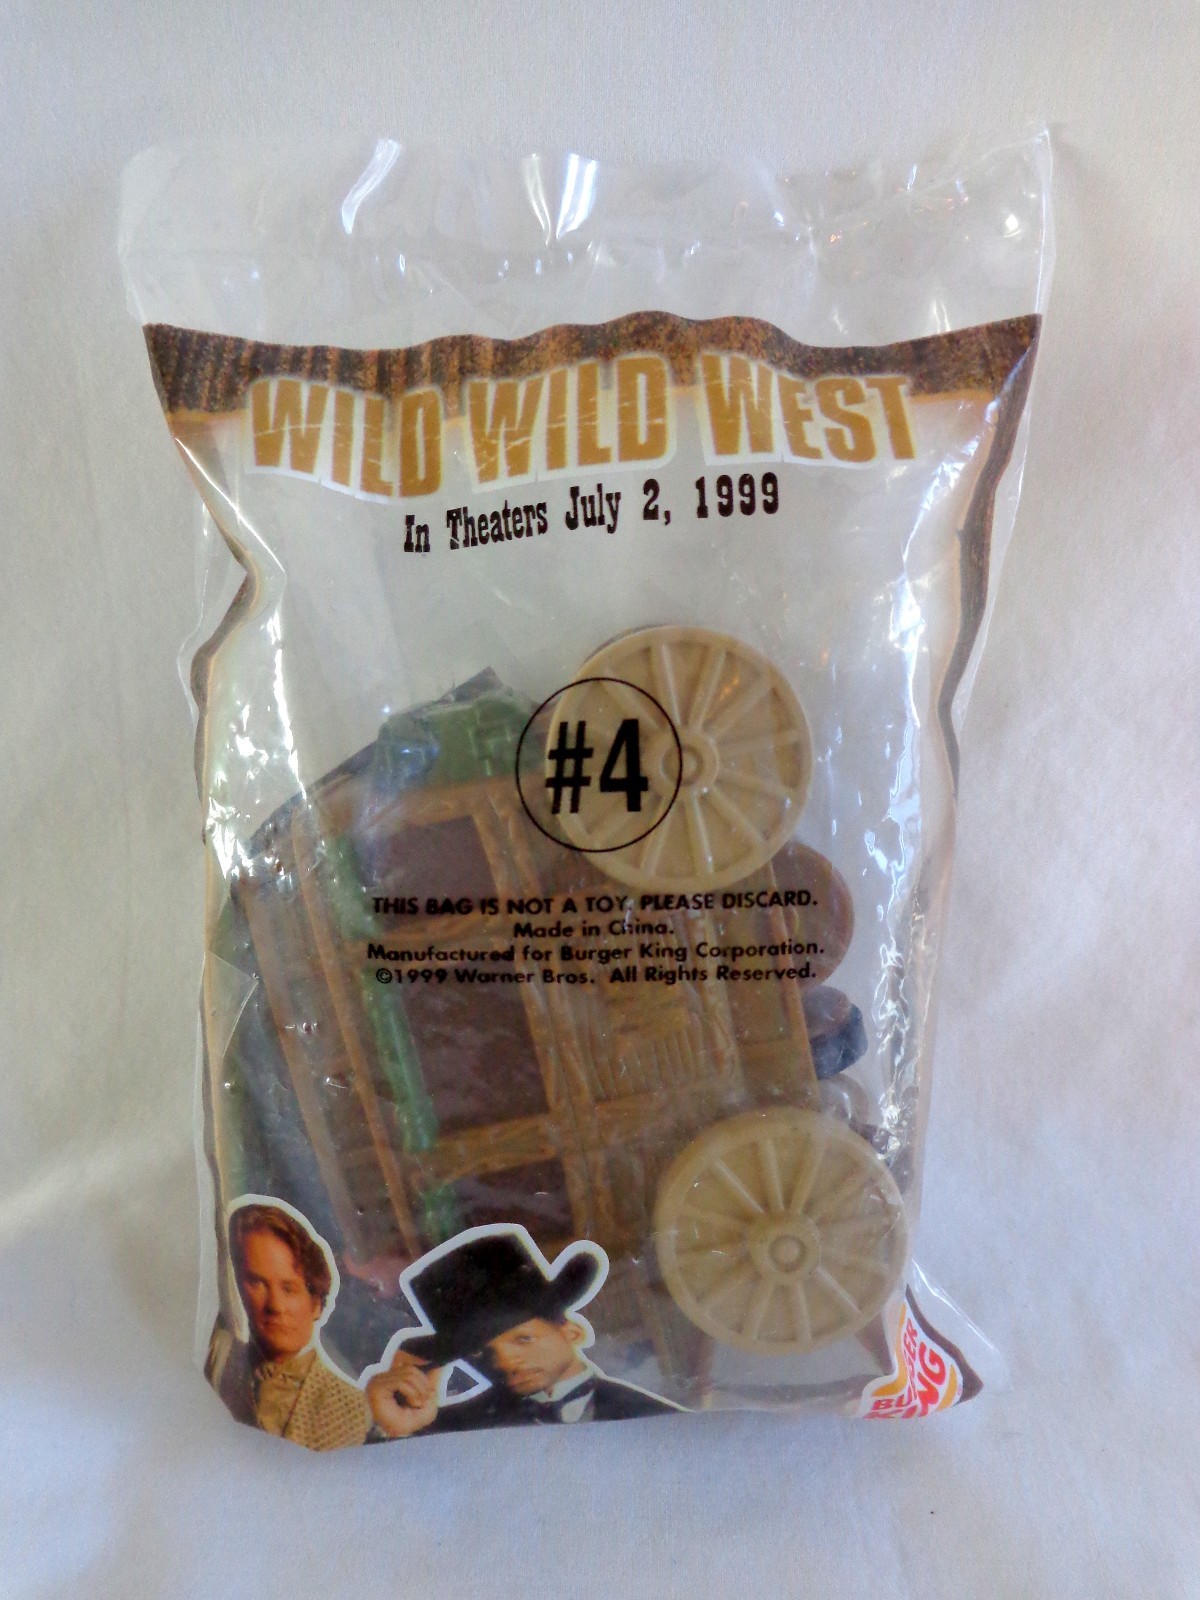 WILD WILD WEST
In Theaters July 2, 1999
#4
THIS BAG IS NOT A TOY. PLEASE DISCARD.
Made in China.
Manufactured for Burger King Corporation.
©1999 Warner Bros. All Rights Reserved.
BURGER
KING